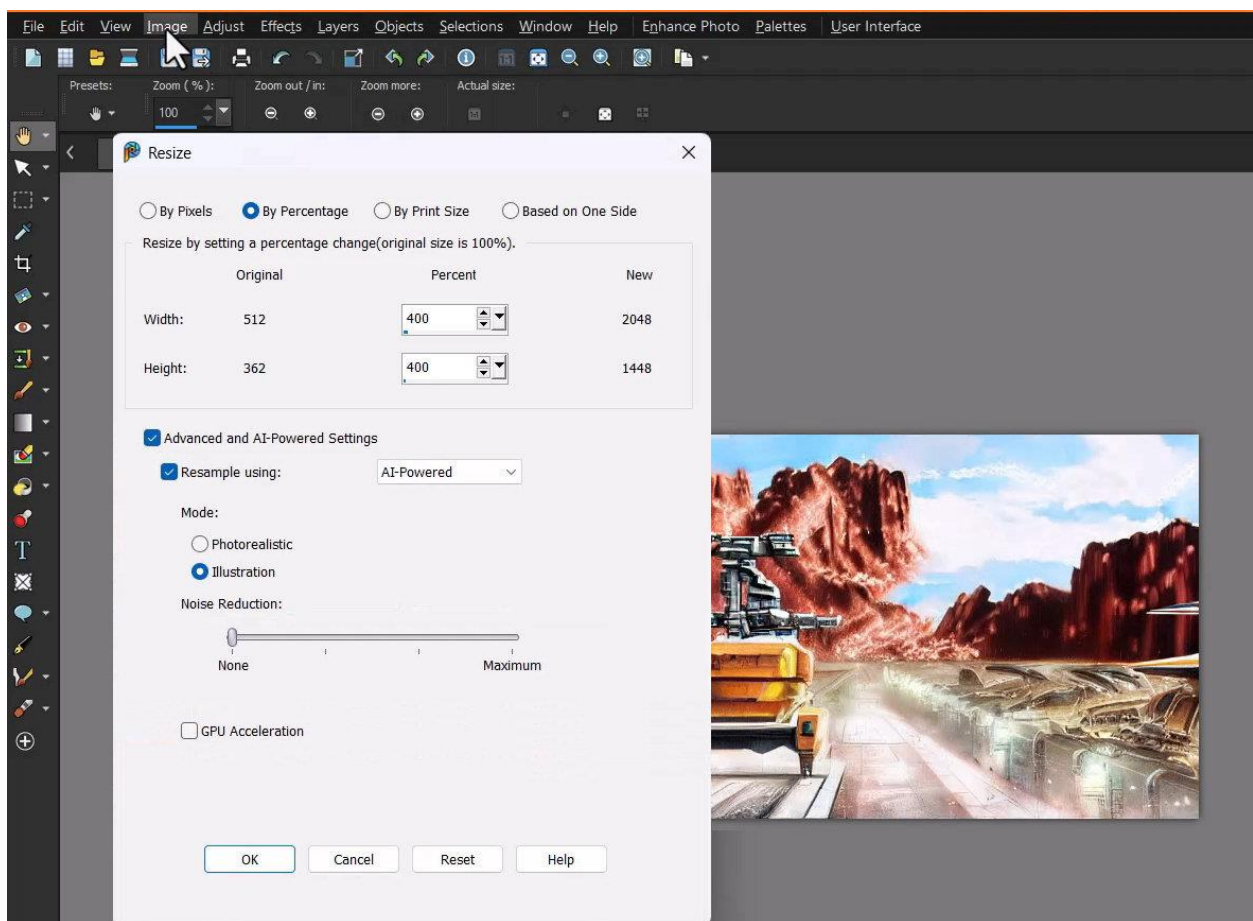 File Edit View Image Adjust Effects Layers Objects Selections Window Help Enhance Photo Palettes User Interface
Presets: Zoom ( % ): Zoom out / in: Zoom more: Actual size:
100
Resize
By Pixels By Percentage By Print Size Based on One Side
Resize by setting a percentage change(original size is 100%).
Original Percent New
Width: 512 400 2048
Height: 362 400 1448
Advanced and AI-Powered Settings
Resample using: AI-Powered
Mode:
Photorealistic
Illustration
Noise Reduction:
None Maximum
GPU Acceleration
OK Cancel Reset Help